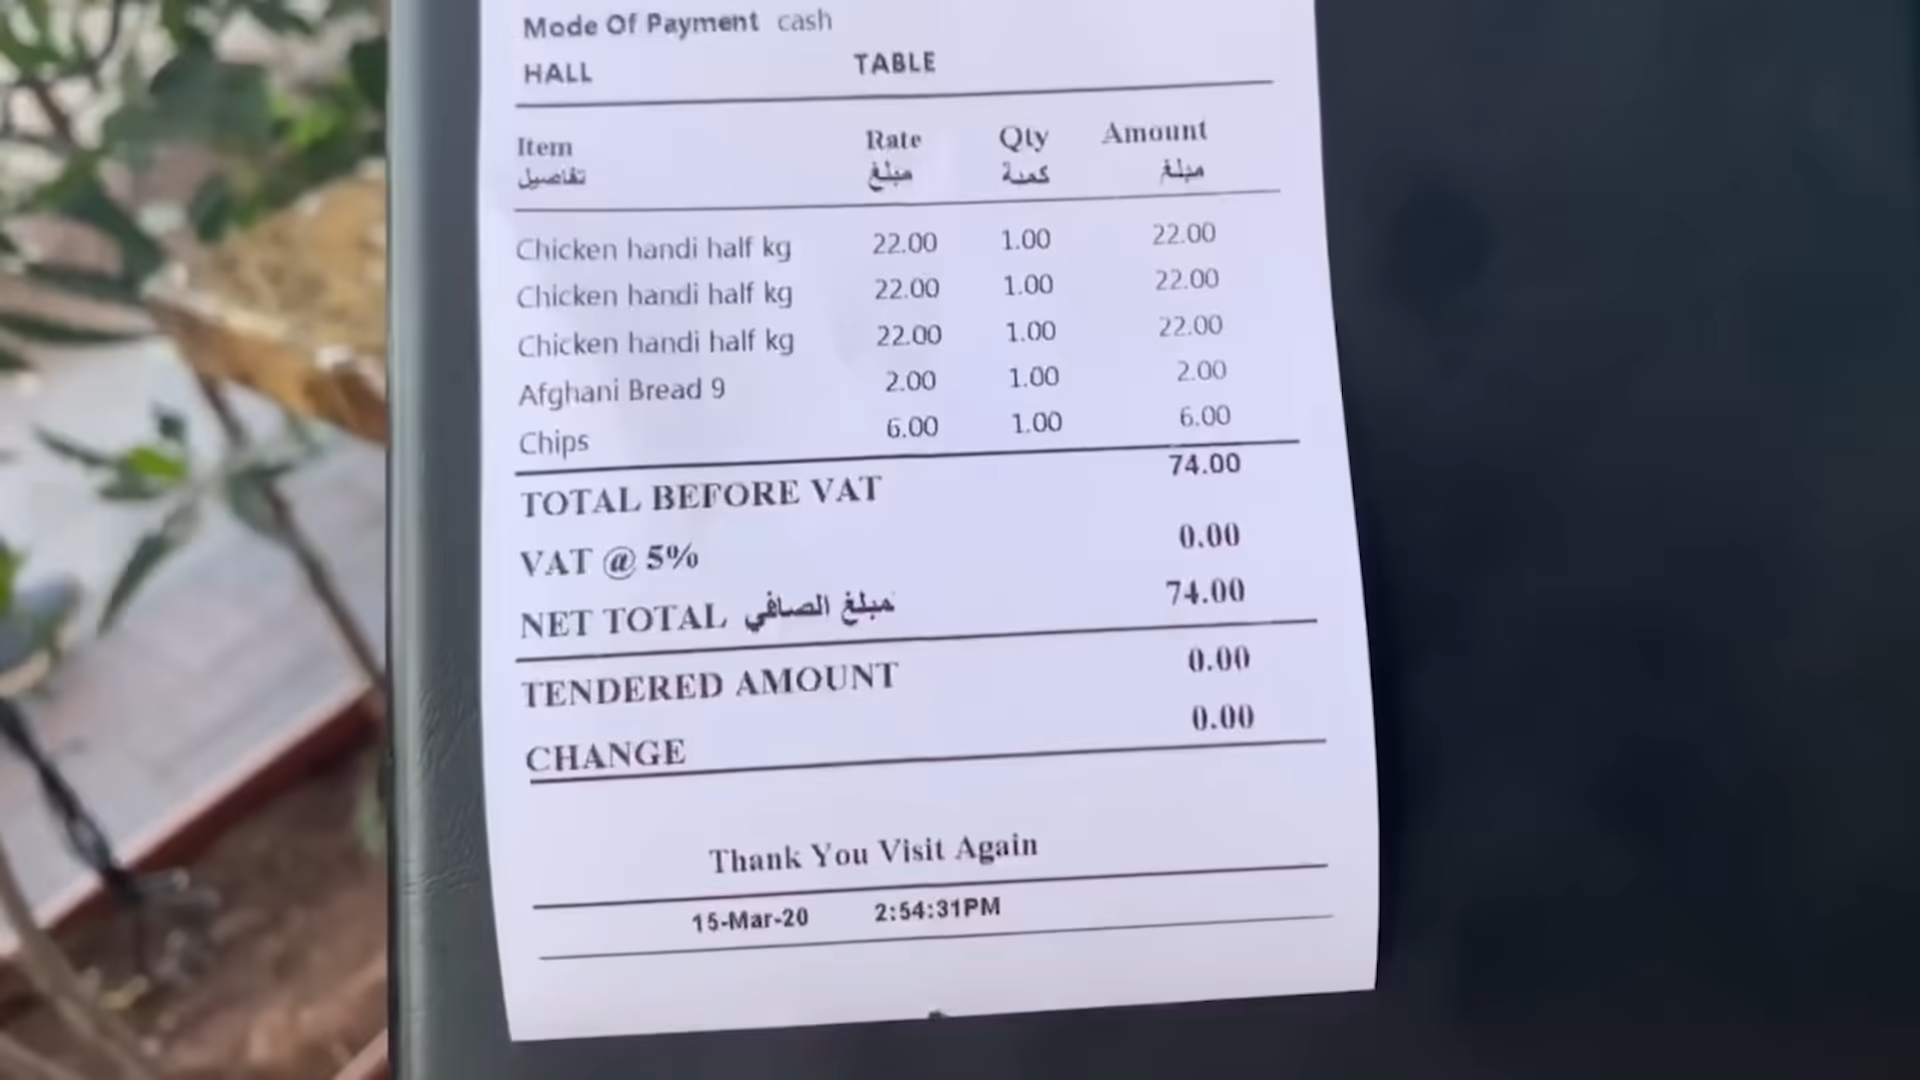 Mode Of Payment cash
HALL TABLE
Item Rate Qty Amount
تفاصيل مبلغ كمية مبلغ
Chicken handi half kg 22.00 1.00 22.00
Chicken handi half kg 22.00 1.00 22.00
Chicken handi half kg 22.00 1.00 22.00
Afghani Bread 9 2.00 1.00 2.00
Chips 6.00 1.00 6.00
TOTAL BEFORE VAT 74.00
VAT @ 5% 0.00
NET TOTAL مبلغ الصافي 74.00
TENDERED AMOUNT 0.00
CHANGE 0.00
Thank You Visit Again
15-Mar-20 2:54:31PM